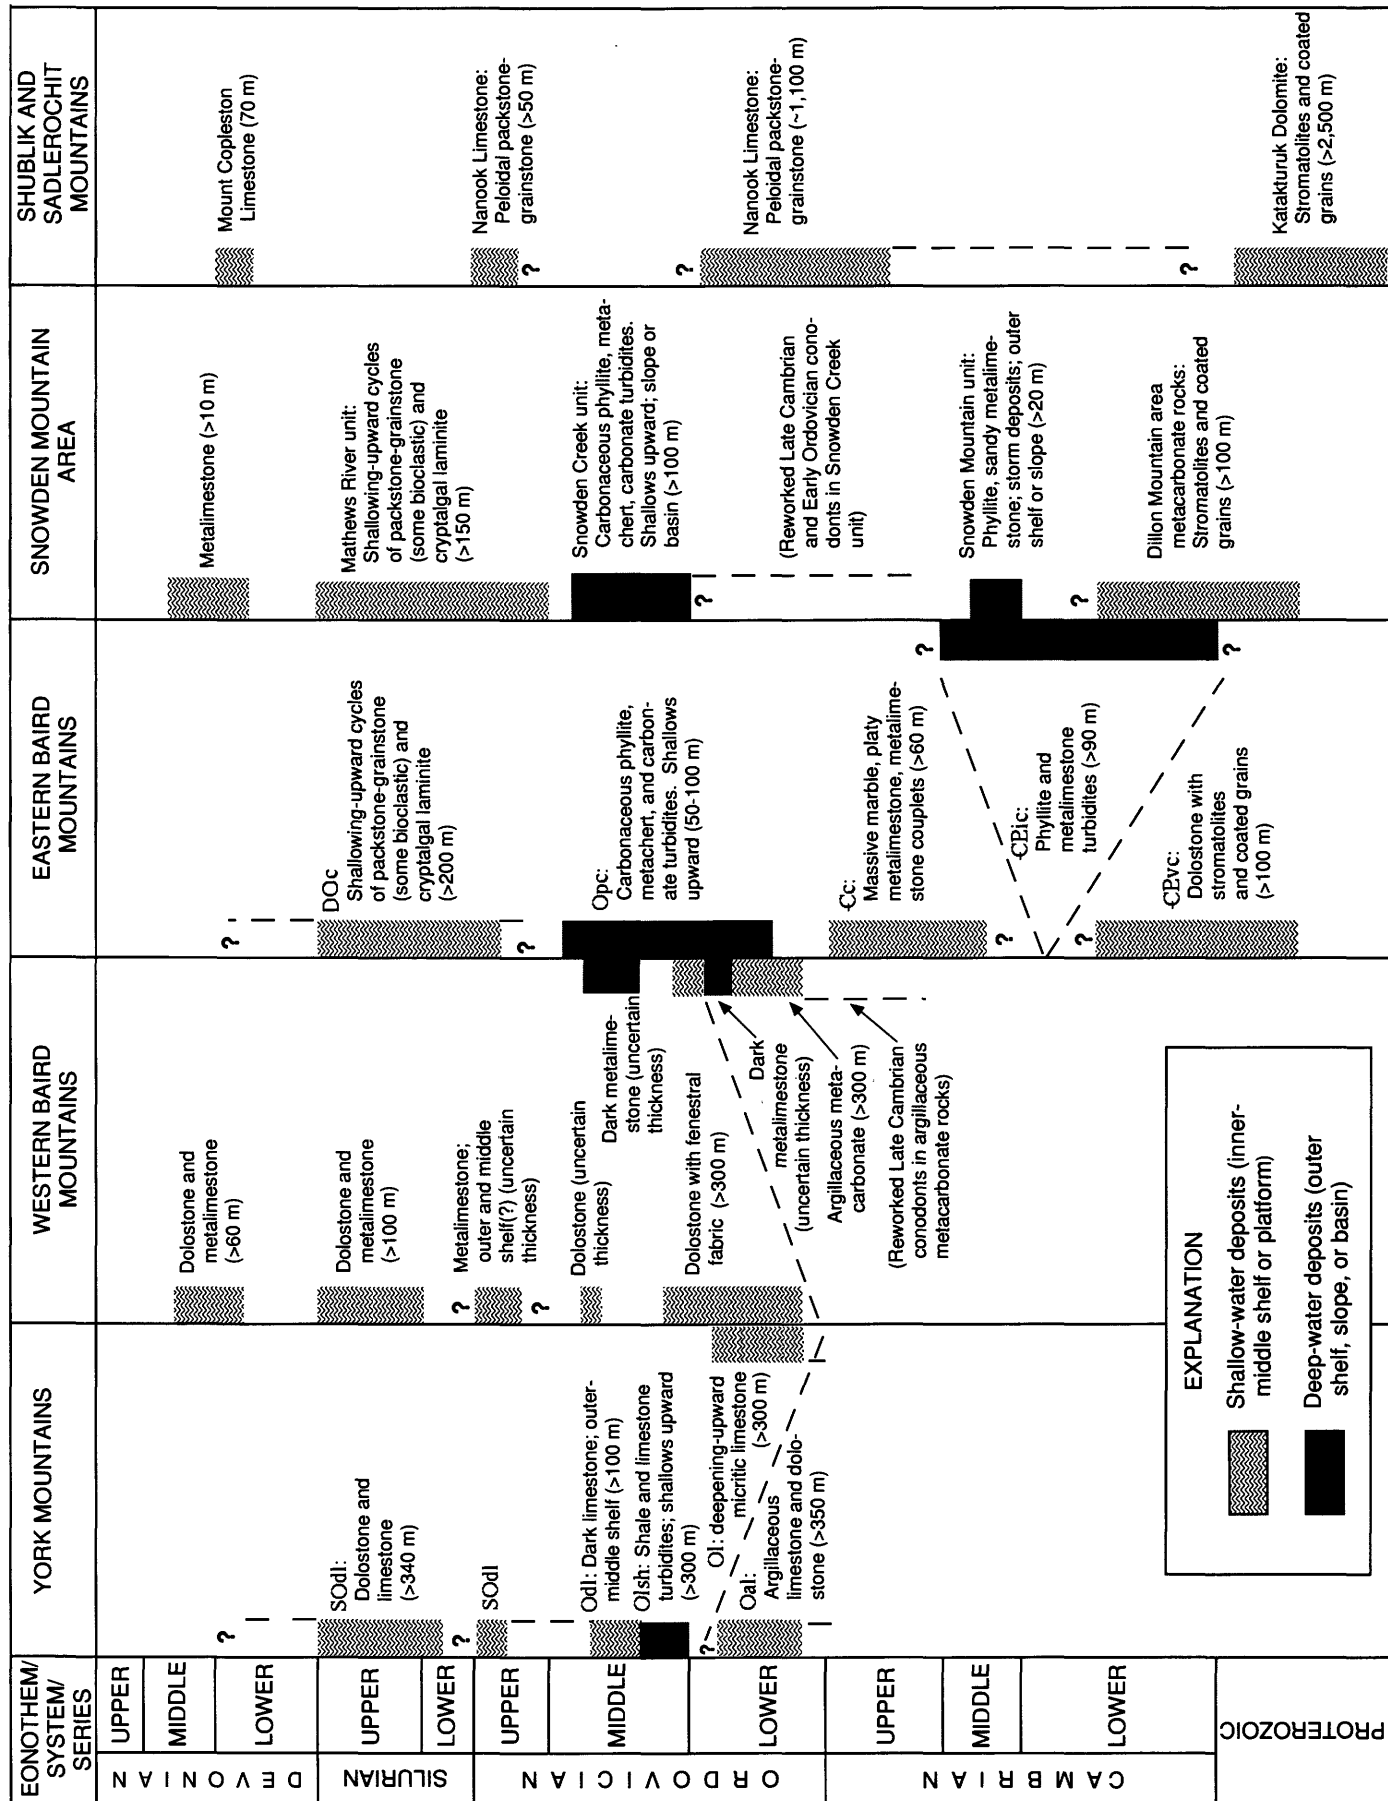 EONOTHEM/
SYSTEM/
SERIES
YORK MOUNTAINS
WESTERN BAIRD
MOUNTAINS
EASTERN BAIRD
MOUNTAINS
SNOWDEN MOUNTAIN
AREA
SHUBLIK AND
SADLEROCHIT
MOUNTAINS
DEVONIAN
UPPER
MIDDLE
LOWER
SILURIAN
UPPER
LOWER
ORDOVICIAN
UPPER
MIDDLE
LOWER
CAMBRIAN
UPPER
MIDDLE
LOWER
PROTEROZOIC
?
SOdl:
Dolostone and
limestone
(>340 m)
?
SOdl
Odl: Dark limestone; outer-
middle shelf (>100 m)
Olsh: Shale and limestone
turbidites; shallows upward
(>300 m)
?
Ol: deepening-upward
micritic limestone
(>300 m)
Oal:
Argillaceous
limestone and dolo-
stone (>350 m)
Dolostone and
metalimestone
(>60 m)
Dolostone and
metalimestone
(>100 m)
?
Metalimestone;
outer and middle
shelf(?) (uncertain
thickness)
?
Dolostone (uncertain
thickness)
Dark metalime-
stone (uncertain
thickness)
Dolostone with fenestral
fabric (>300 m)
Dark
metalimestone
(uncertain thickness)
Argillaceous meta-
carbonate (>300 m)
(Reworked Late Cambrian
conodonts in argillaceous
metacarbonate rocks)
?
DOc
Shallowing-upward cycles
of packstone-grainstone
(some bioclastic) and
cryptalgal laminite
(>200 m)
?
Opc:
Carbonaceous phyllite,
metachert, and carbon-
ate turbidites. Shallows
upward (50-100 m)
Ꞓc:
Massive marble, platy
metalimestone, metalime-
stone couplets (>60 m)
?
?
ꞒPic:
Phyllite and
metalimestone
turbidites (>90 m)
?
?
ꞒPvc:
Dolostone with
stromatolites
and coated grains
(>100 m)
Metalimestone (>10 m)
Mathews River unit:
Shallowing-upward cycles
of packstone-grainstone
(some bioclastic) and
cryptalgal laminite
(>150 m)
Snowden Creek unit:
Carbonaceous phyllite, meta-
chert, carbonate turbidites.
Shallows upward; slope or
basin (>100 m)
?
(Reworked Late Cambrian
and Early Ordovician cono-
donts in Snowden Creek
unit)
Snowden Mountain unit:
Phyllite, sandy metalime-
stone; storm deposits; outer
shelf or slope (>20 m)
?
Dillon Mountain area
metacarbonate rocks:
Stromatolites and coated
grains (>100 m)
Mount Copleston
Limestone (70 m)
Nanook Limestone:
Peloidal packstone-
grainstone (>50 m)
?
?
Nanook Limestone:
Peloidal packstone-
grainstone (~1,100 m)
?
Katakturuk Dolomite:
Stromatolites and coated
grains (>2,500 m)
EXPLANATION
Shallow-water deposits (inner-
middle shelf or platform)
Deep-water deposits (outer
shelf, slope, or basin)